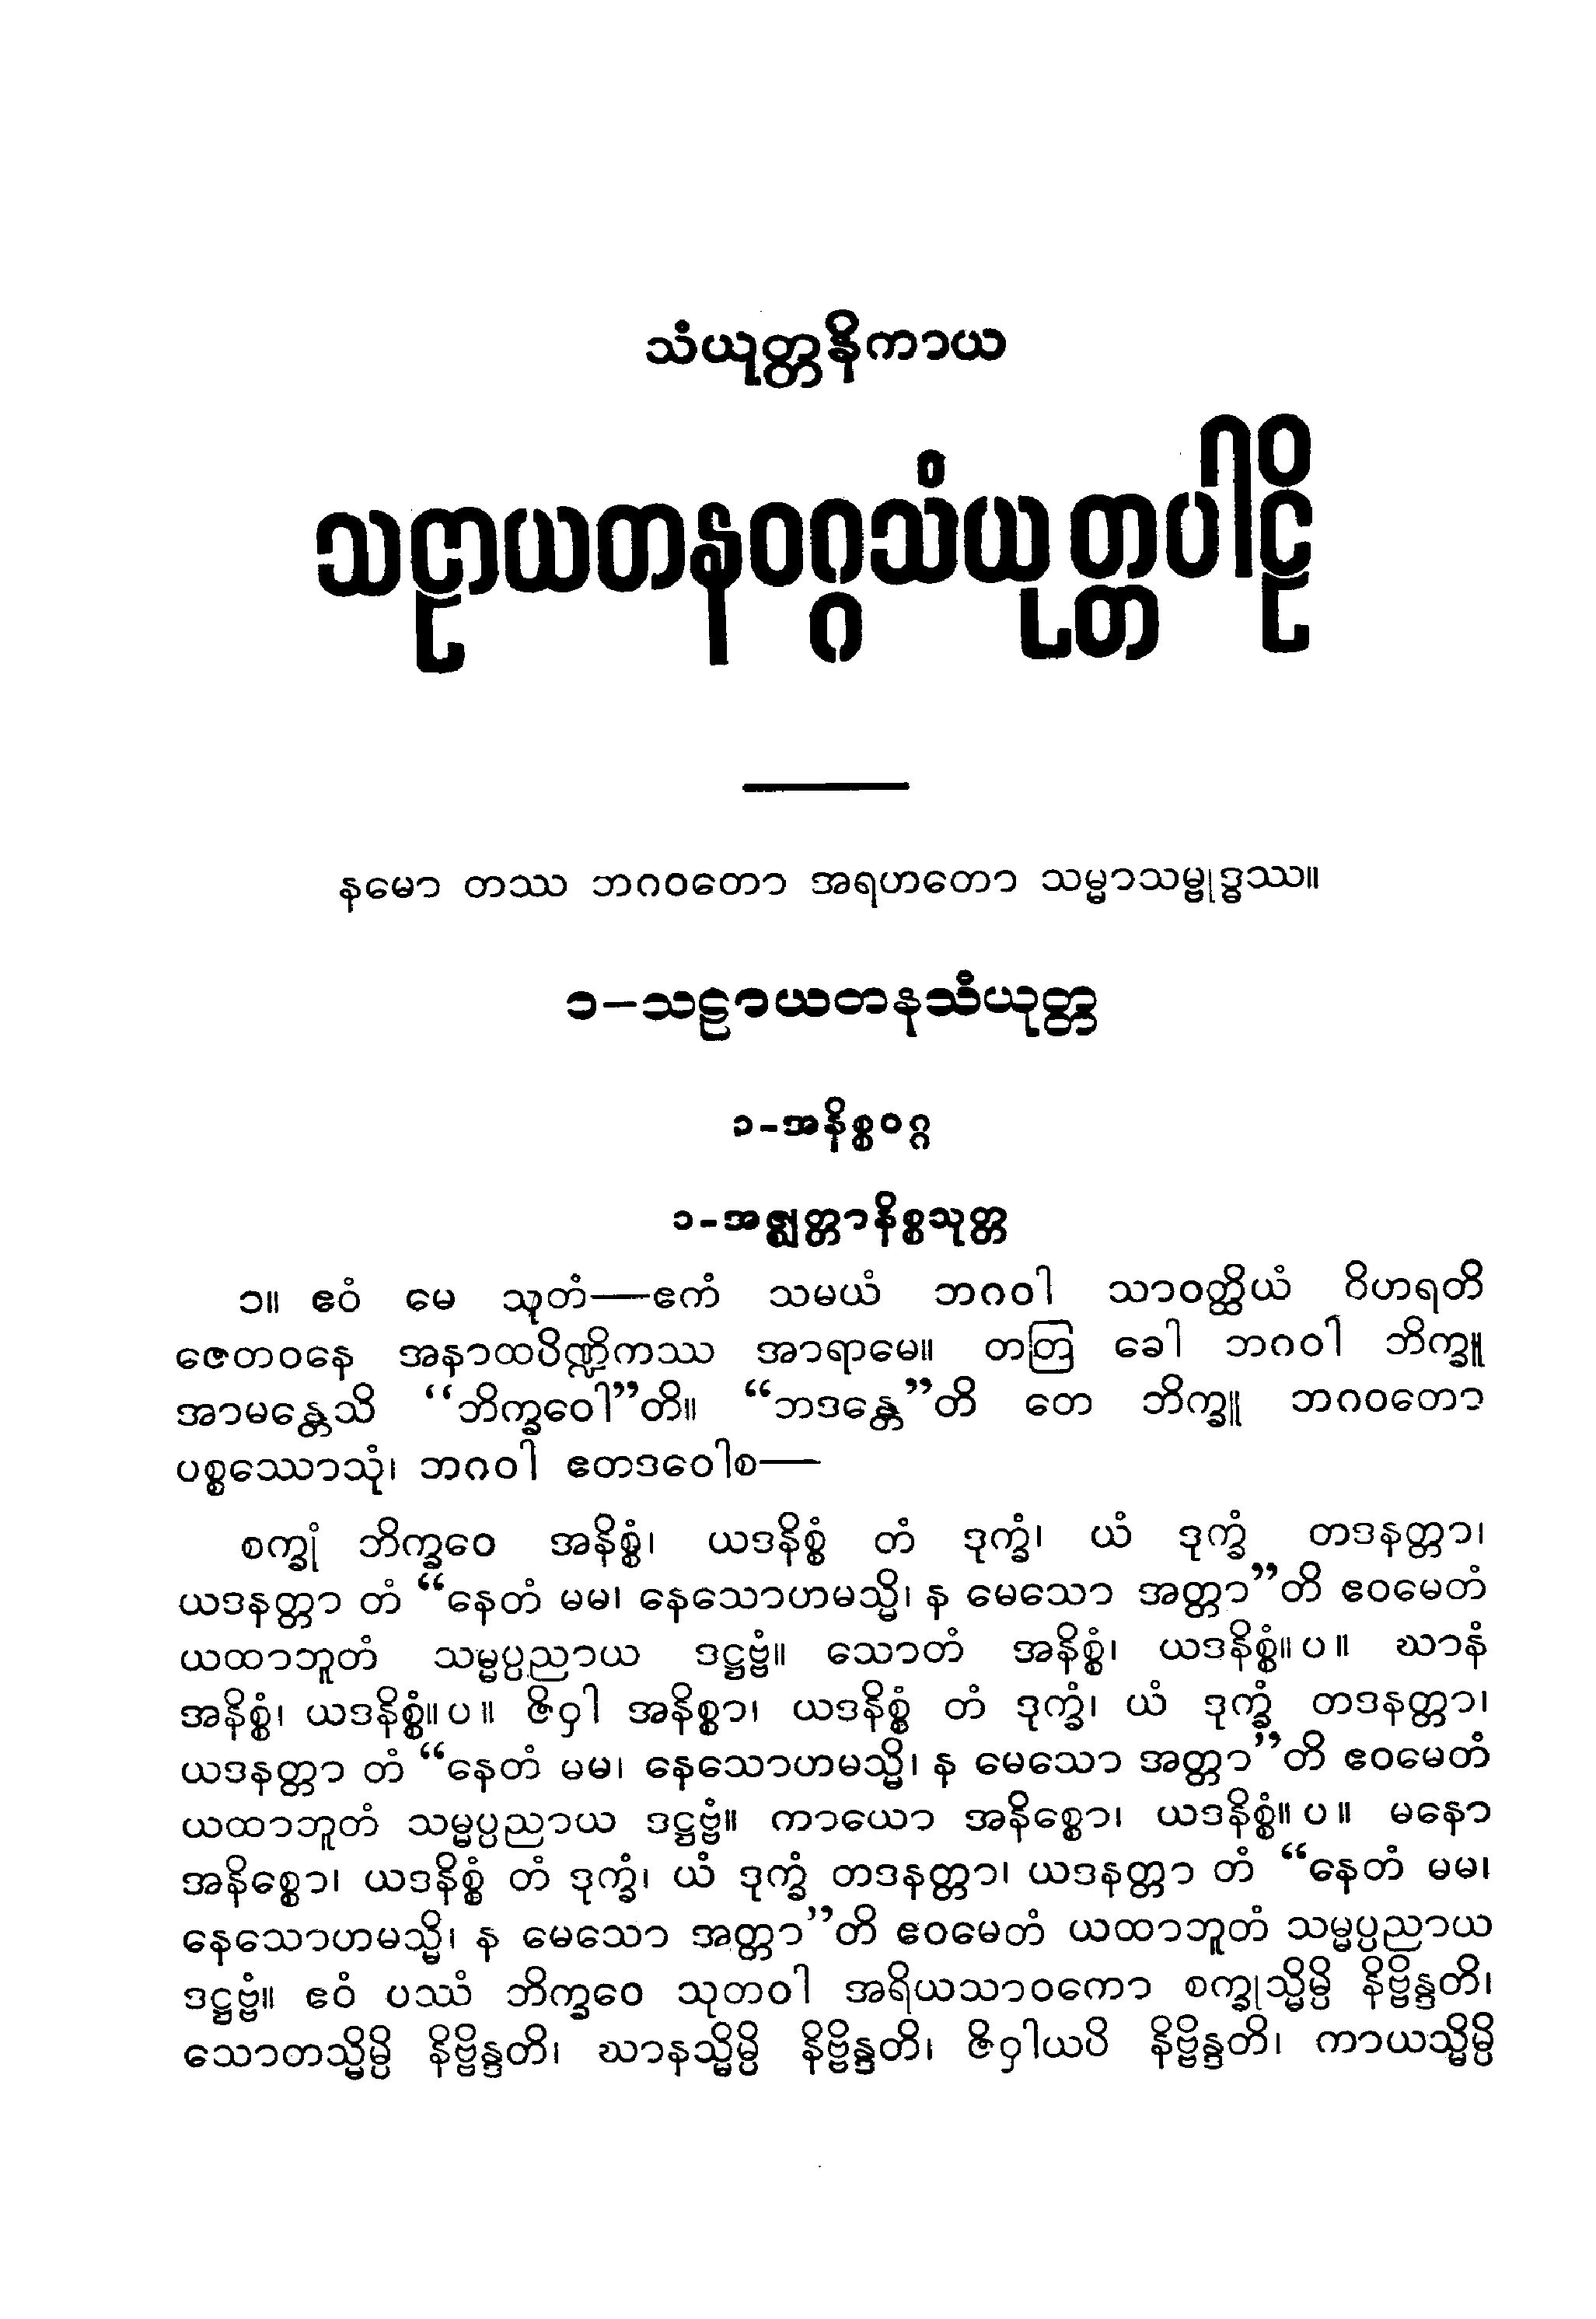 သံယုတ္တနိကာယ
သဠာယတနဝဂ္ဂသံယုတ္တပါဠိ
နမော တဿ ဘဂဝတော အရဟတော သမ္မာသမ္ဗုဒ္ဓဿ။
၁–သဠာယတနသံယုတ္တ
၁-အနိစ္စဝဂ္ဂ
၁-အဇ္ဈတ္တာနိစ္စသုတ္တ
၁။ ဧဝံ မေ သုတံ—ဧကံ သမယံ ဘဂဝါ သာဝတ္ထိယံ ဝိဟရတိ
ဇေတဝနေ အနာထပိဏ္ဍိကဿ အာရာမေ။ တတြ ခေါ ဘဂဝါ ဘိက္ခူ
အာမန္တေသိ “ဘိက္ခဝေါ”တိ။ “ဘဒန္တေ”တိ တေ ဘိက္ခူ ဘဂဝတော
ပစ္စဿောသုံ၊ ဘဂဝါ ဧတဒဝေါစ—
စက္ခုံ ဘိက္ခဝေ အနိစ္စံ၊ ယဒနိစ္စံ တံ ဒုက္ခံ၊ ယံ ဒုက္ခံ တဒနတ္တာ၊
ယဒနတ္တာ တံ “နေတံ မမ၊ နေသောဟမသ္မိ၊ န မေသော အတ္တာ”တိ ဧဝမေတံ
ယထာဘူတံ သမ္မပ္ပညာယ ဒဋ္ဌဗ္ဗံ။ သောတံ အနိစ္စံ၊ ယဒနိစ္စံ။ ပ ။ ဃာနံ
အနိစ္စံ၊ ယဒနိစ္စံ။ ပ ။ ဇိဝှါ အနိစ္စာ၊ ယဒနိစ္စံ တံ ဒုက္ခံ၊ ယံ ဒုက္ခံ တဒနတ္တာ၊
ယဒနတ္တာ တံ “နေတံ မမ၊ နေသောဟမသ္မိ၊ န မေသော အတ္တာ”တိ ဧဝမေတံ
ယထာဘူတံ သမ္မပ္ပညာယ ဒဋ္ဌဗ္ဗံ။ ကာယော အနိစ္စော၊ ယဒနိစ္စံ။ ပ ။ မနော
အနိစ္စော၊ ယဒနိစ္စံ တံ ဒုက္ခံ၊ ယံ ဒုက္ခံ တဒနတ္တာ၊ ယဒနတ္တာ တံ “နေတံ မမ၊
နေသောဟမသ္မိ၊ န မေသော အတ္တာ”တိ ဧဝမေတံ ယထာဘူတံ သမ္မပ္ပညာယ
ဒဋ္ဌဗ္ဗံ။ ဧဝံ ပဿံ ဘိက္ခဝေ သုတဝါ အရိယသာဝကော စက္ခုသ္မိမ္ပိ နိဗ္ဗိန္ဒတိ၊
သောတသ္မိမ္ပိ နိဗ္ဗိန္ဒတိ၊ ဃာနသ္မိမ္ပိ နိဗ္ဗိန္ဒတိ၊ ဇိဝှါယပိ နိဗ္ဗိန္ဒတိ၊ ကာယသ္မိမ္ပိ